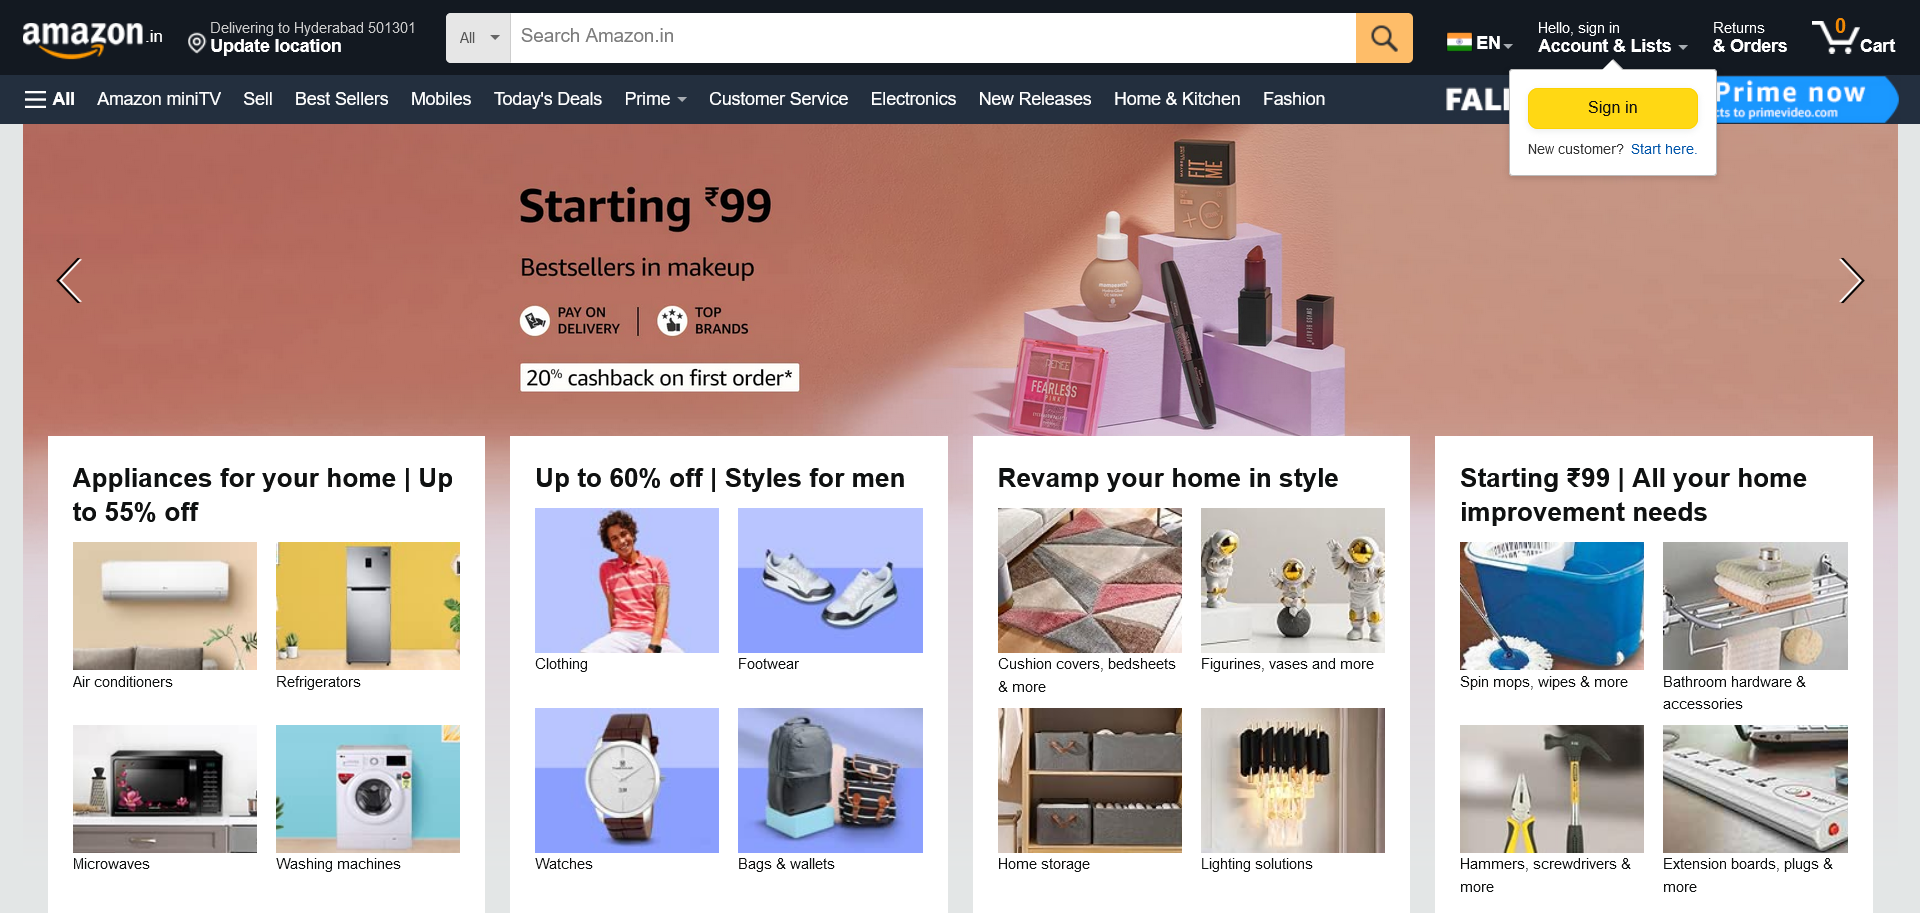 amazon.in
Delivering to Hyderabad 501301
Update location
All
Search Amazon.in
EN
Hello, sign in
Account & Lists
Returns
& Orders
0
Cart
All
Amazon miniTV
Sell
Best Sellers
Mobiles
Today's Deals
Prime
Customer Service
Electronics
New Releases
Home & Kitchen
Fashion
Prime now
to primevideo.com
Sign in
New customer? Start here.
Starting ₹99
Bestsellers in makeup
PAY ON
DELIVERY
TOP
BRANDS
20% cashback on first order*
MAYBELLINE
FIT
ME
RENEE
FEARLESS
PINK
SWISS BEAUTY
Appliances for your home | Up
to 55% off
Air conditioners
Refrigerators
Microwaves
Washing machines
Up to 60% off | Styles for men
Clothing
Footwear
Watches
Bags & wallets
Revamp your home in style
Cushion covers, bedsheets
& more
Figurines, vases and more
Home storage
Lighting solutions
Starting ₹99 | All your home
improvement needs
Spin mops, wipes & more
Bathroom hardware &
accessories
Hammers, screwdrivers &
more
Extension boards, plugs &
more